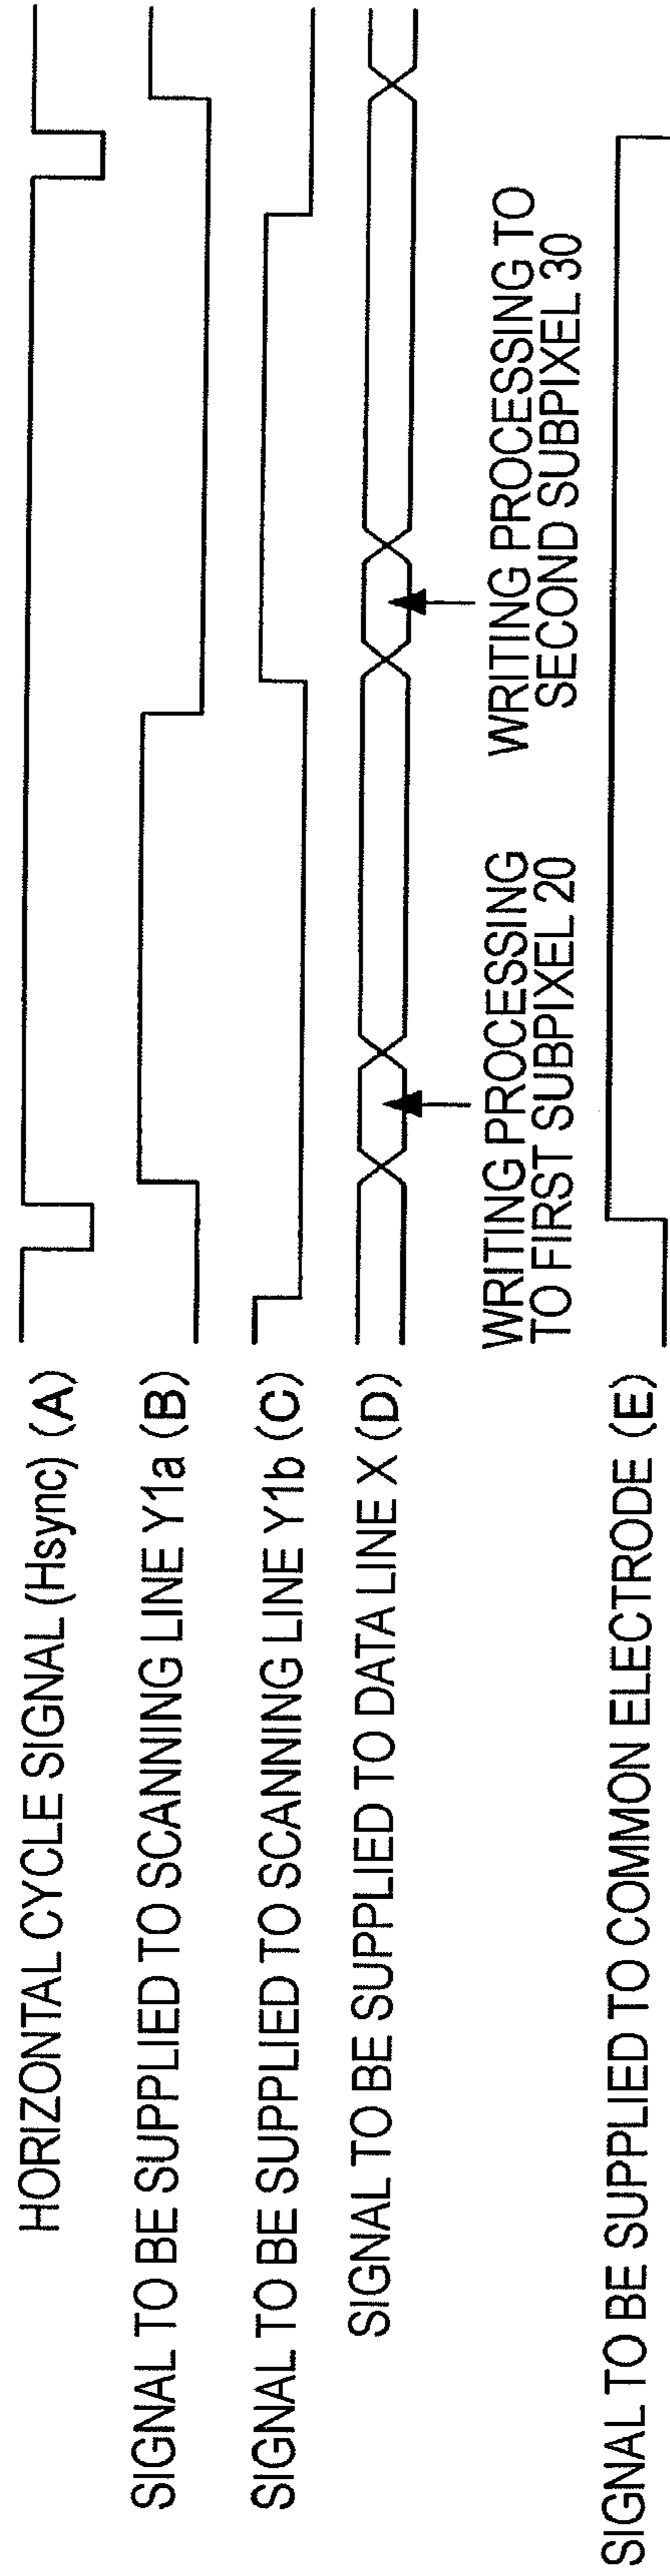 HORIZONTAL CYCLE SIGNAL (Hsync) (A)
SIGNAL TO BE SUPPLIED TO SCANNING LINE Y1a (B)
SIGNAL TO BE SUPPLIED TO SCANNING LINE Y1b (C)
SIGNAL TO BE SUPPLIED TO DATA LINE X (D)
WRITING PROCESSING
TO FIRST SUBPIXEL 20
WRITING PROCESSING TO
SECOND SUBPIXEL 30
SIGNAL TO BE SUPPLIED TO COMMON ELECTRODE (E)